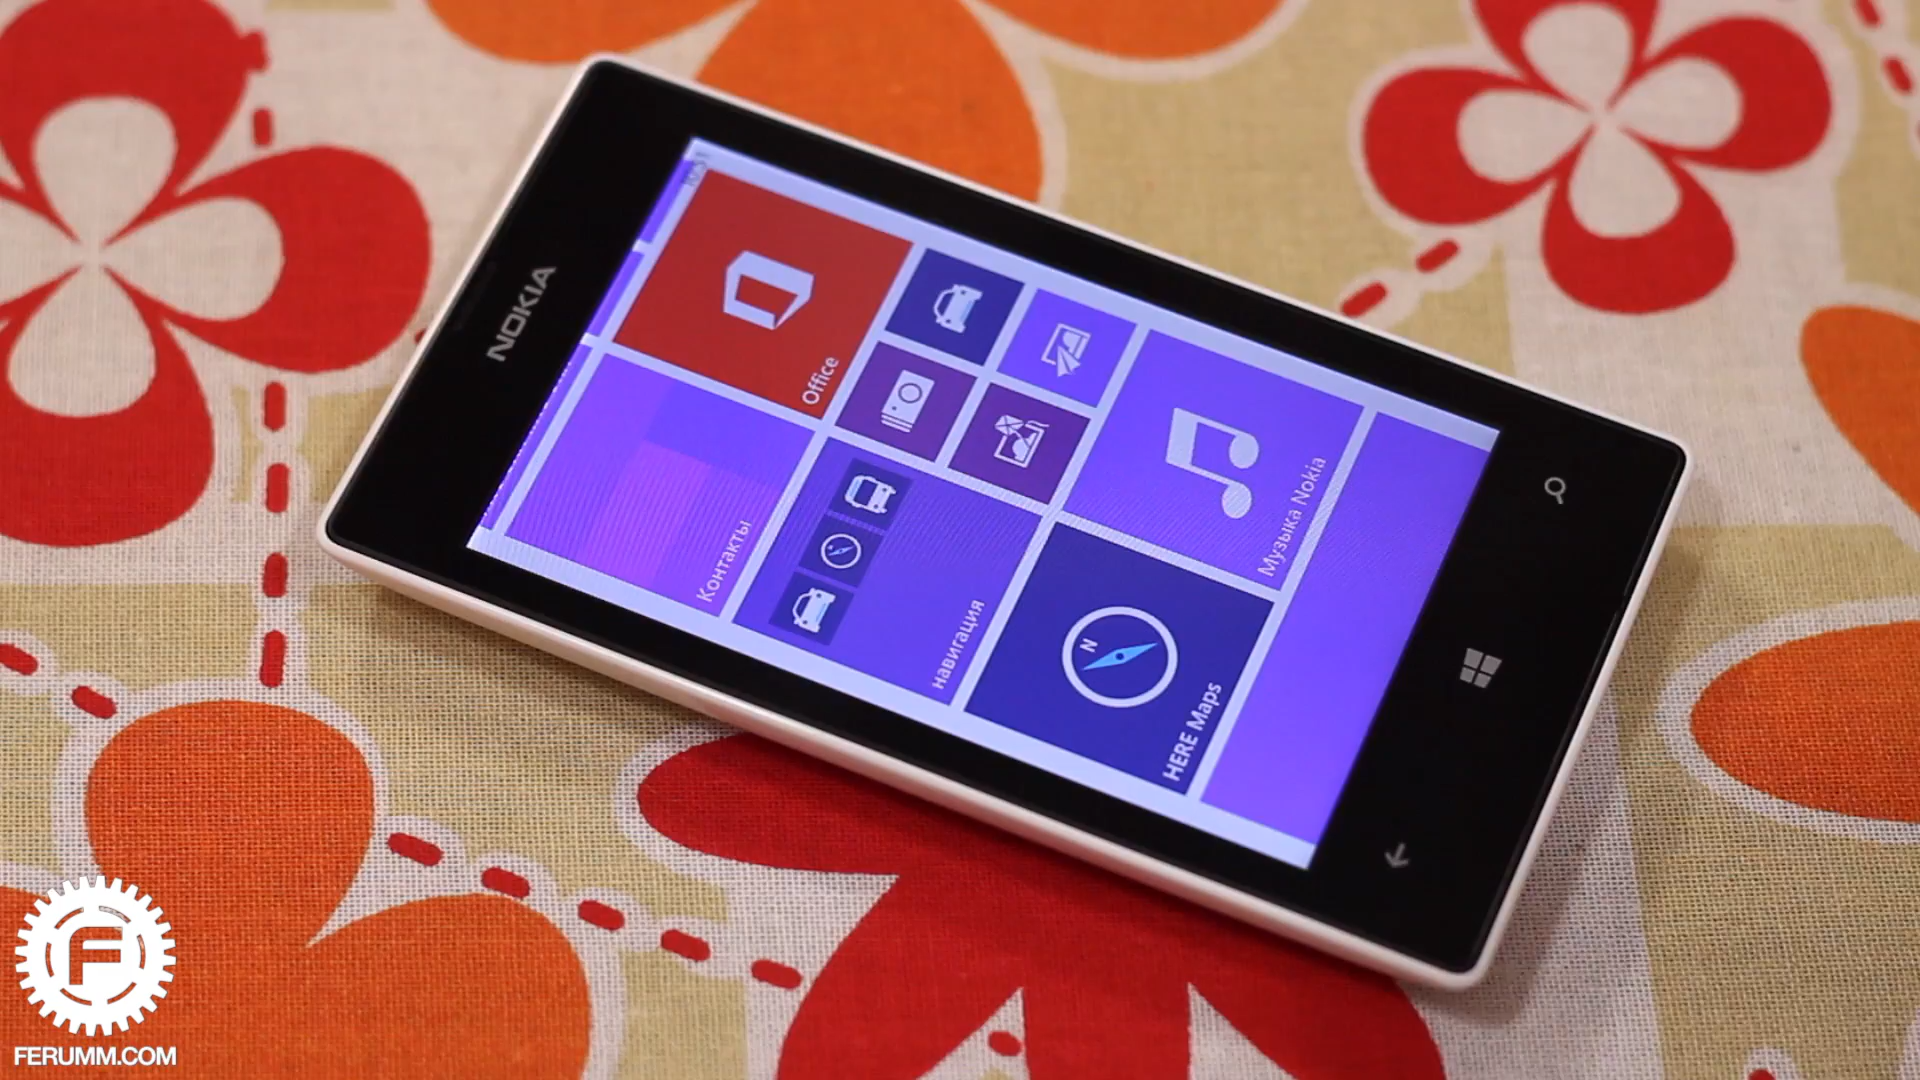 NOKIA
Office
Контакты
навигация
Музыка Nokia
HERE Maps
N
F
FERUMM.COM